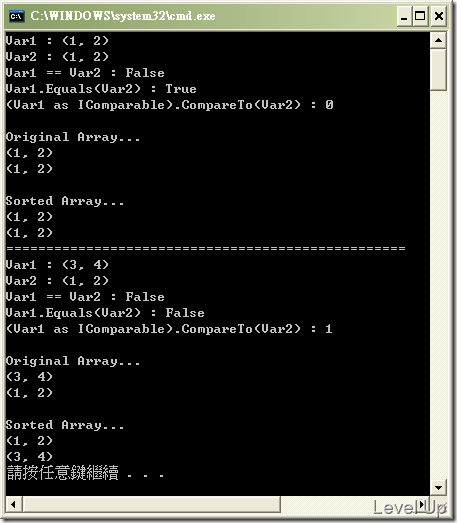 C:\WINDOWS\system32\cmd.exe
Var1 : (1, 2)
Var2 : (1, 2)
Var1 == Var2 : False
Var1.Equals(Var2) : True
(Var1 as IComparable).CompareTo(Var2) : 0
Original Array...
(1, 2)
(1, 2)
Sorted Array...
(1, 2)
(1, 2)
==================================================
Var1 : (3, 4)
Var2 : (1, 2)
Var1 == Var2 : False
Var1.Equals(Var2) : False
(Var1 as IComparable).CompareTo(Var2) : 1
Original Array...
(3, 4)
(1, 2)
Sorted Array...
(1, 2)
(3, 4)
請按任意鍵繼續 . . .
Level Up